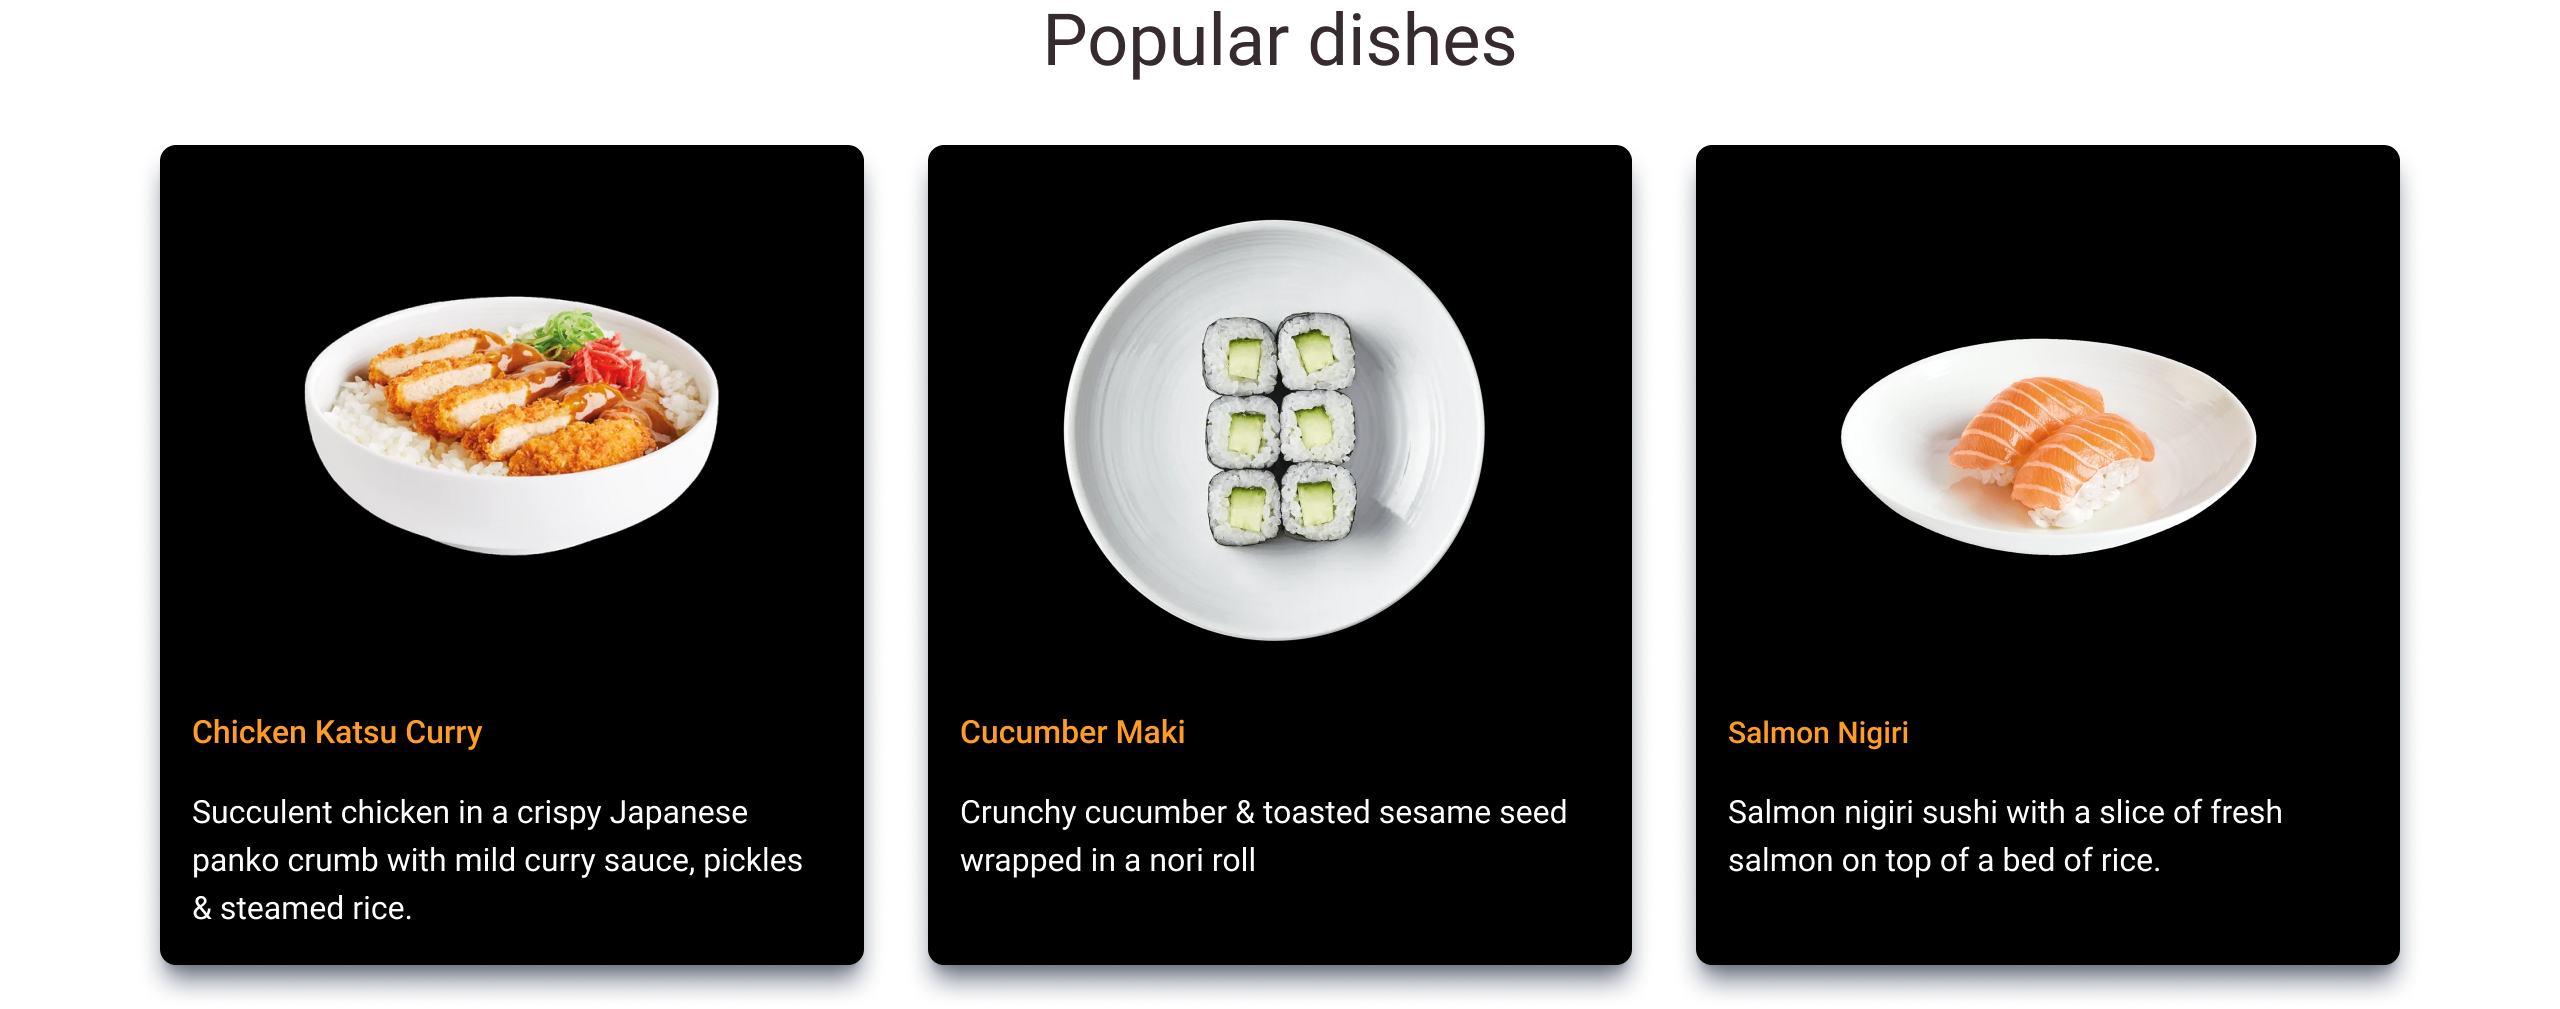 Popular dishes
Chicken Katsu Curry
Succulent chicken in a crispy Japanese
panko crumb with mild curry sauce, pickles
& steamed rice.
Cucumber Maki
Crunchy cucumber & toasted sesame seed
wrapped in a nori roll
Salmon Nigiri
Salmon nigiri sushi with a slice of fresh
salmon on top of a bed of rice.